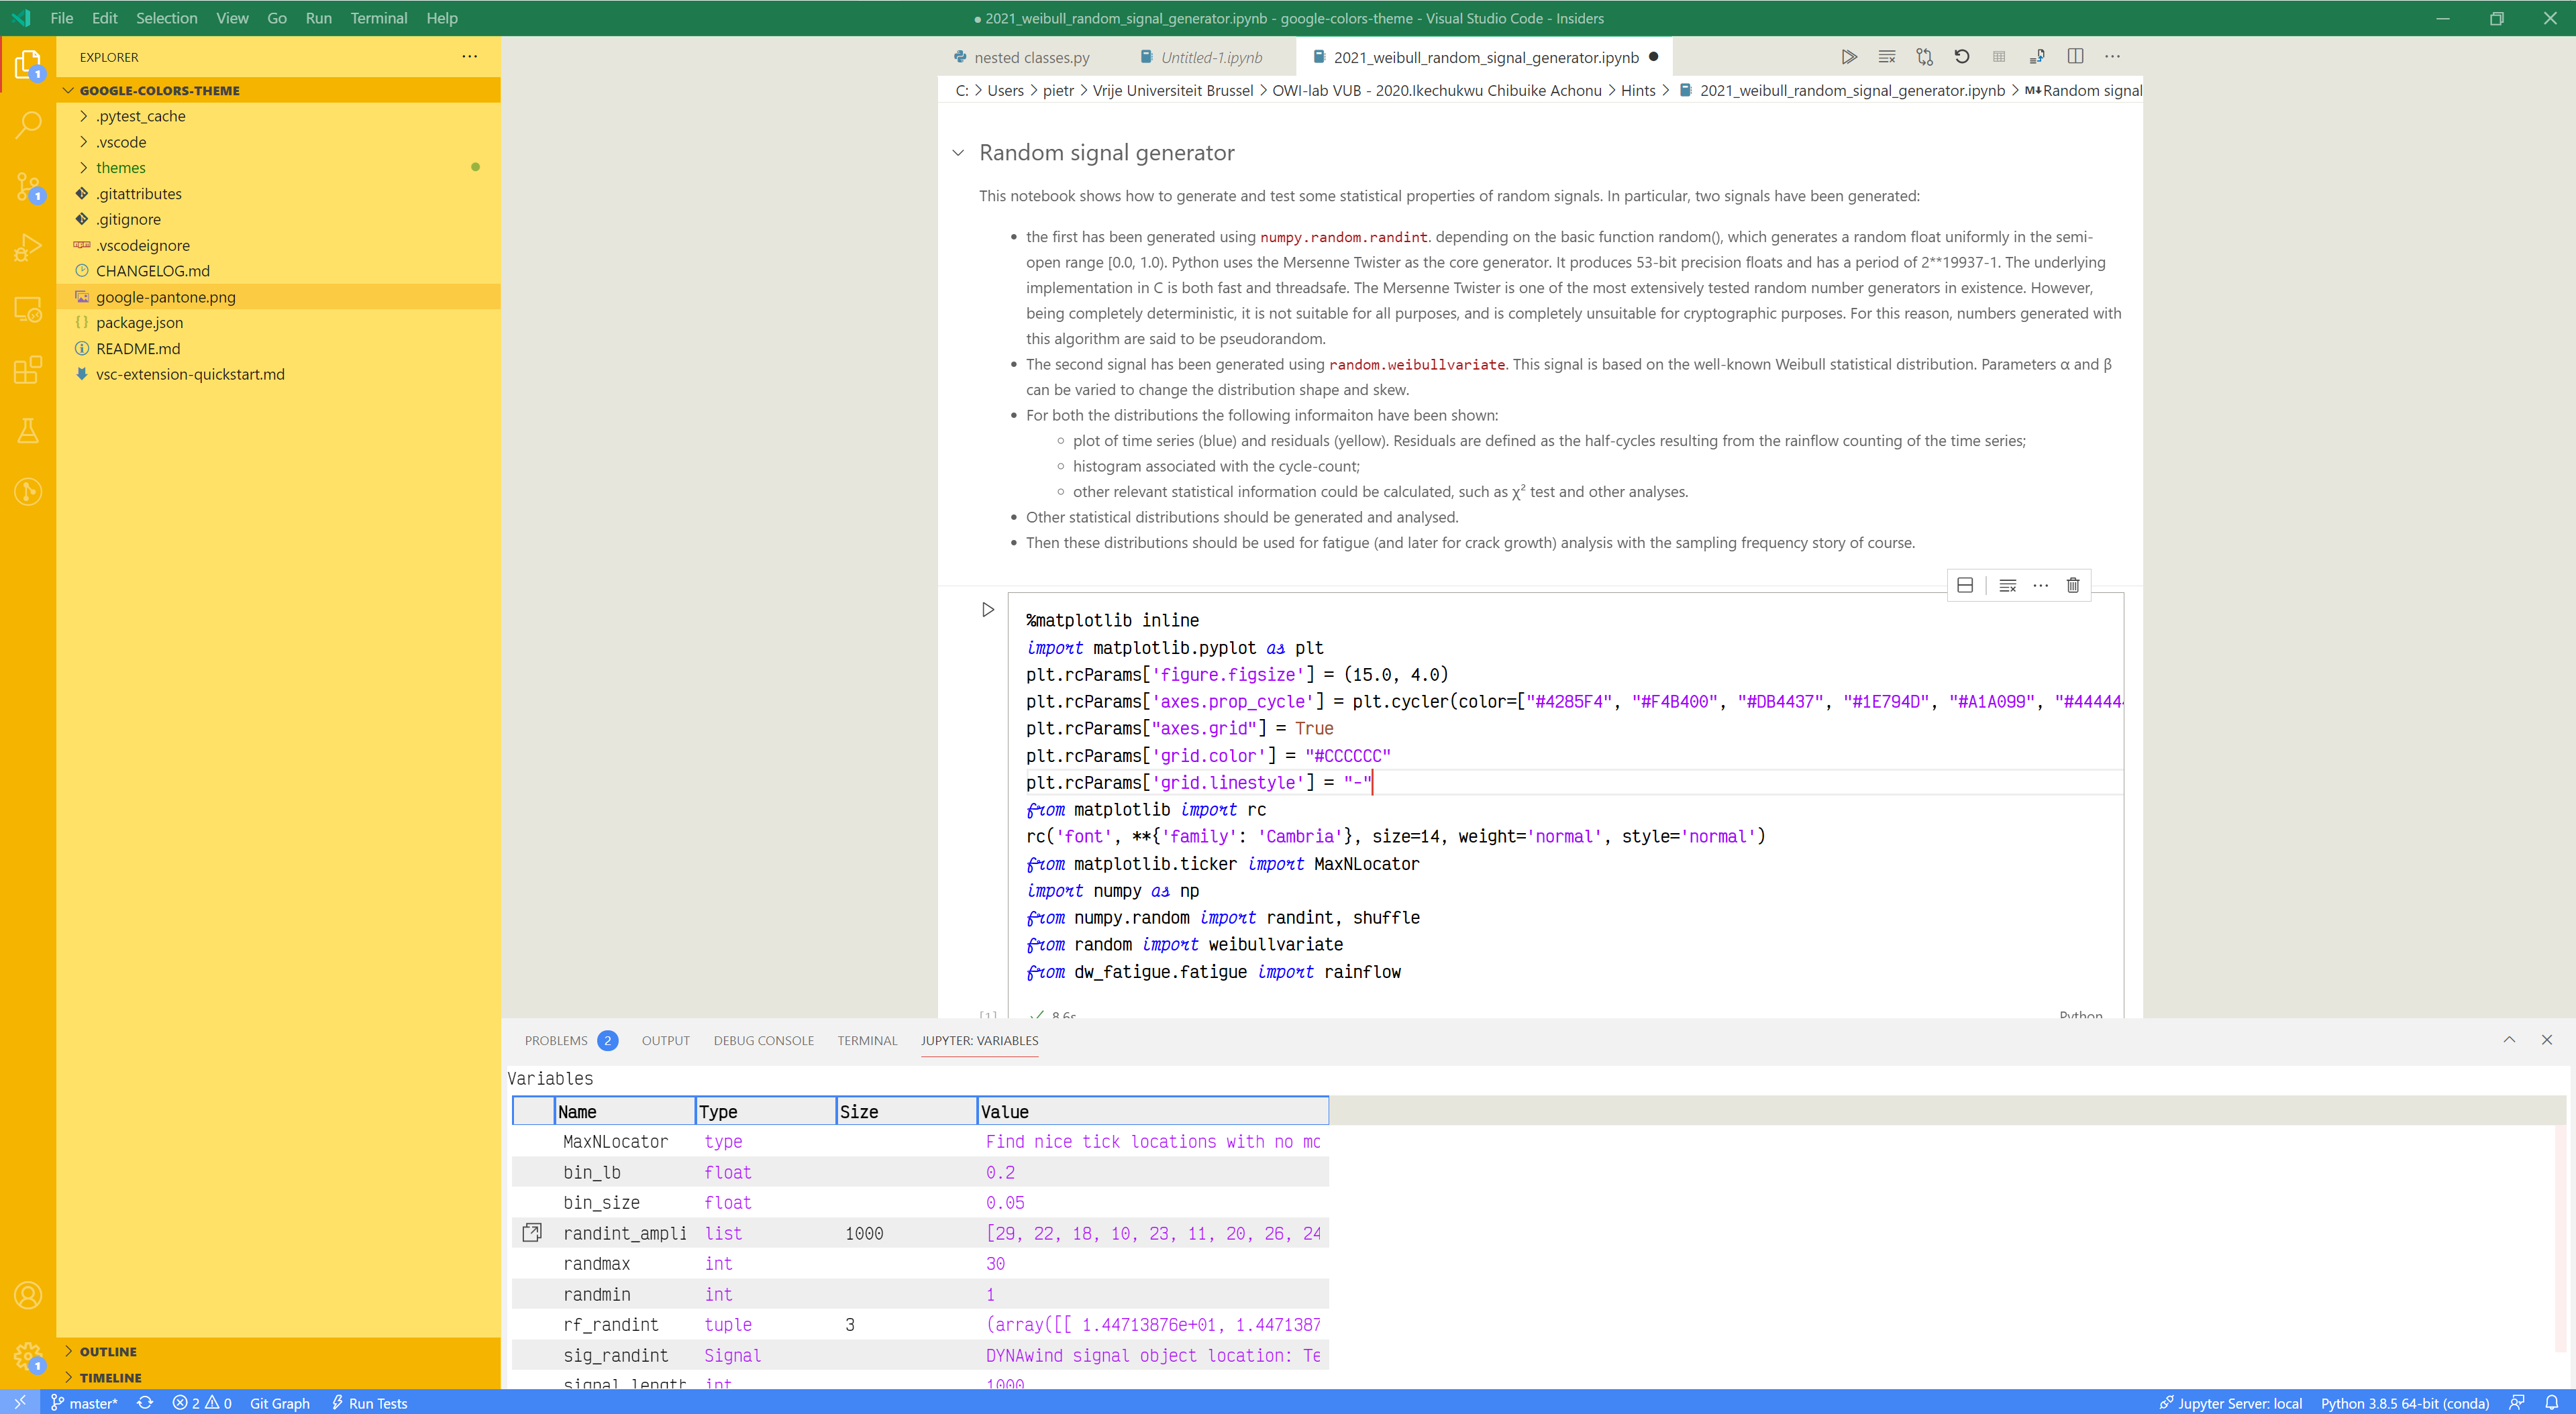 File Edit Selection View Go Run Terminal Help
● 2021_weibull_random_signal_generator.ipynb - google-colors-theme - Visual Studio Code - Insiders
EXPLORER
GOOGLE-COLORS-THEME
.pytest_cache
.vscode
themes
.gitattributes
.gitignore
.vscodeignore
CHANGELOG.md
google-pantone.png
package.json
README.md
vsc-extension-quickstart.md
OUTLINE
TIMELINE
nested classes.py Untitled-1.ipynb 2021_weibull_random_signal_generator.ipynb
C: > Users > pietr > Vrije Universiteit Brussel > OWI-lab VUB - 2020.Ikechukwu Chibuike Achonu > Hints > 2021_weibull_random_signal_generator.ipynb > M↓Random signal
Random signal generator
This notebook shows how to generate and test some statistical properties of random signals. In particular, two signals have been generated:
• the first has been generated using numpy.random.randint. depending on the basic function random(), which generates a random float uniformly in the semi-
open range [0.0, 1.0). Python uses the Mersenne Twister as the core generator. It produces 53-bit precision floats and has a period of 2**19937-1. The underlying
implementation in C is both fast and threadsafe. The Mersenne Twister is one of the most extensively tested random number generators in existence. However,
being completely deterministic, it is not suitable for all purposes, and is completely unsuitable for cryptographic purposes. For this reason, numbers generated with
this algorithm are said to be pseudorandom.
• The second signal has been generated using random.weibullvariate. This signal is based on the well-known Weibull statistical distribution. Parameters α and β
can be varied to change the distribution shape and skew.
• For both the distributions the following informaiton have been shown:
○ plot of time series (blue) and residuals (yellow). Residuals are defined as the half-cycles resulting from the rainflow counting of the time series;
○ histogram associated with the cycle-count;
○ other relevant statistical information could be calculated, such as χ² test and other analyses.
• Other statistical distributions should be generated and analysed.
• Then these distributions should be used for fatigue (and later for crack growth) analysis with the sampling frequency story of course.
%matplotlib inline
import matplotlib.pyplot as plt
plt.rcParams['figure.figsize'] = (15.0, 4.0)
plt.rcParams['axes.prop_cycle'] = plt.cycler(color=["#4285F4", "#F4B400", "#DB4437", "#1E794D", "#A1A099", "#44444
plt.rcParams["axes.grid"] = True
plt.rcParams['grid.color'] = "#CCCCCC"
plt.rcParams['grid.linestyle'] = "-"
from matplotlib import rc
rc('font', **{'family': 'Cambria'}, size=14, weight='normal', style='normal')
from matplotlib.ticker import MaxNLocator
import numpy as np
from numpy.random import randint, shuffle
from random import weibullvariate
from dw_fatigue.fatigue import rainflow
[1] ✓ 8.6s Python
PROBLEMS 2 OUTPUT DEBUG CONSOLE TERMINAL JUPYTER: VARIABLES
Variables
Name Type Size Value
MaxNLocator type Find nice tick locations with no mo
bin_lb float 0.2
bin_size float 0.05
randint_ampli list 1000 [29, 22, 18, 10, 23, 11, 20, 26, 24
randmax int 30
randmin int 1
rf_randint tuple 3 (array([[ 1.44713876e+01, 1.4471387
sig_randint Signal DYNAwind signal object location: Te
signal_length int 1000
1
1
1
master* 2 0 Git Graph Run Tests
Jupyter Server: local Python 3.8.5 64-bit (conda)